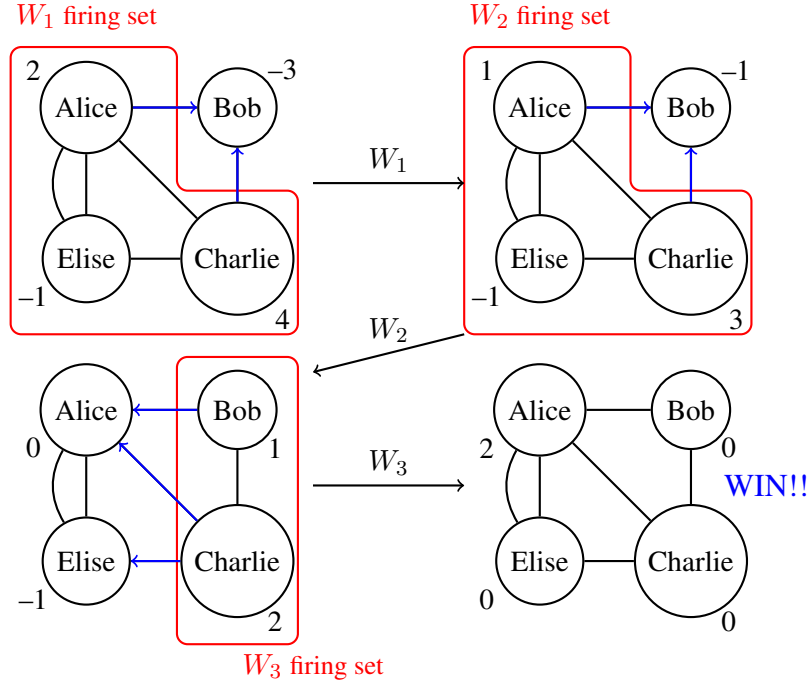 W₁ firing set
W₂ firing set
2
–3
Alice
Bob
Elise
Charlie
–1
4
W₁
1
–1
Alice
Bob
Elise
Charlie
–1
3
W₂
Alice
Bob
0
1
Elise
Charlie
–1
2
W₃ firing set
W₃
Alice
Bob
2
0
WIN!!
Elise
Charlie
0
0